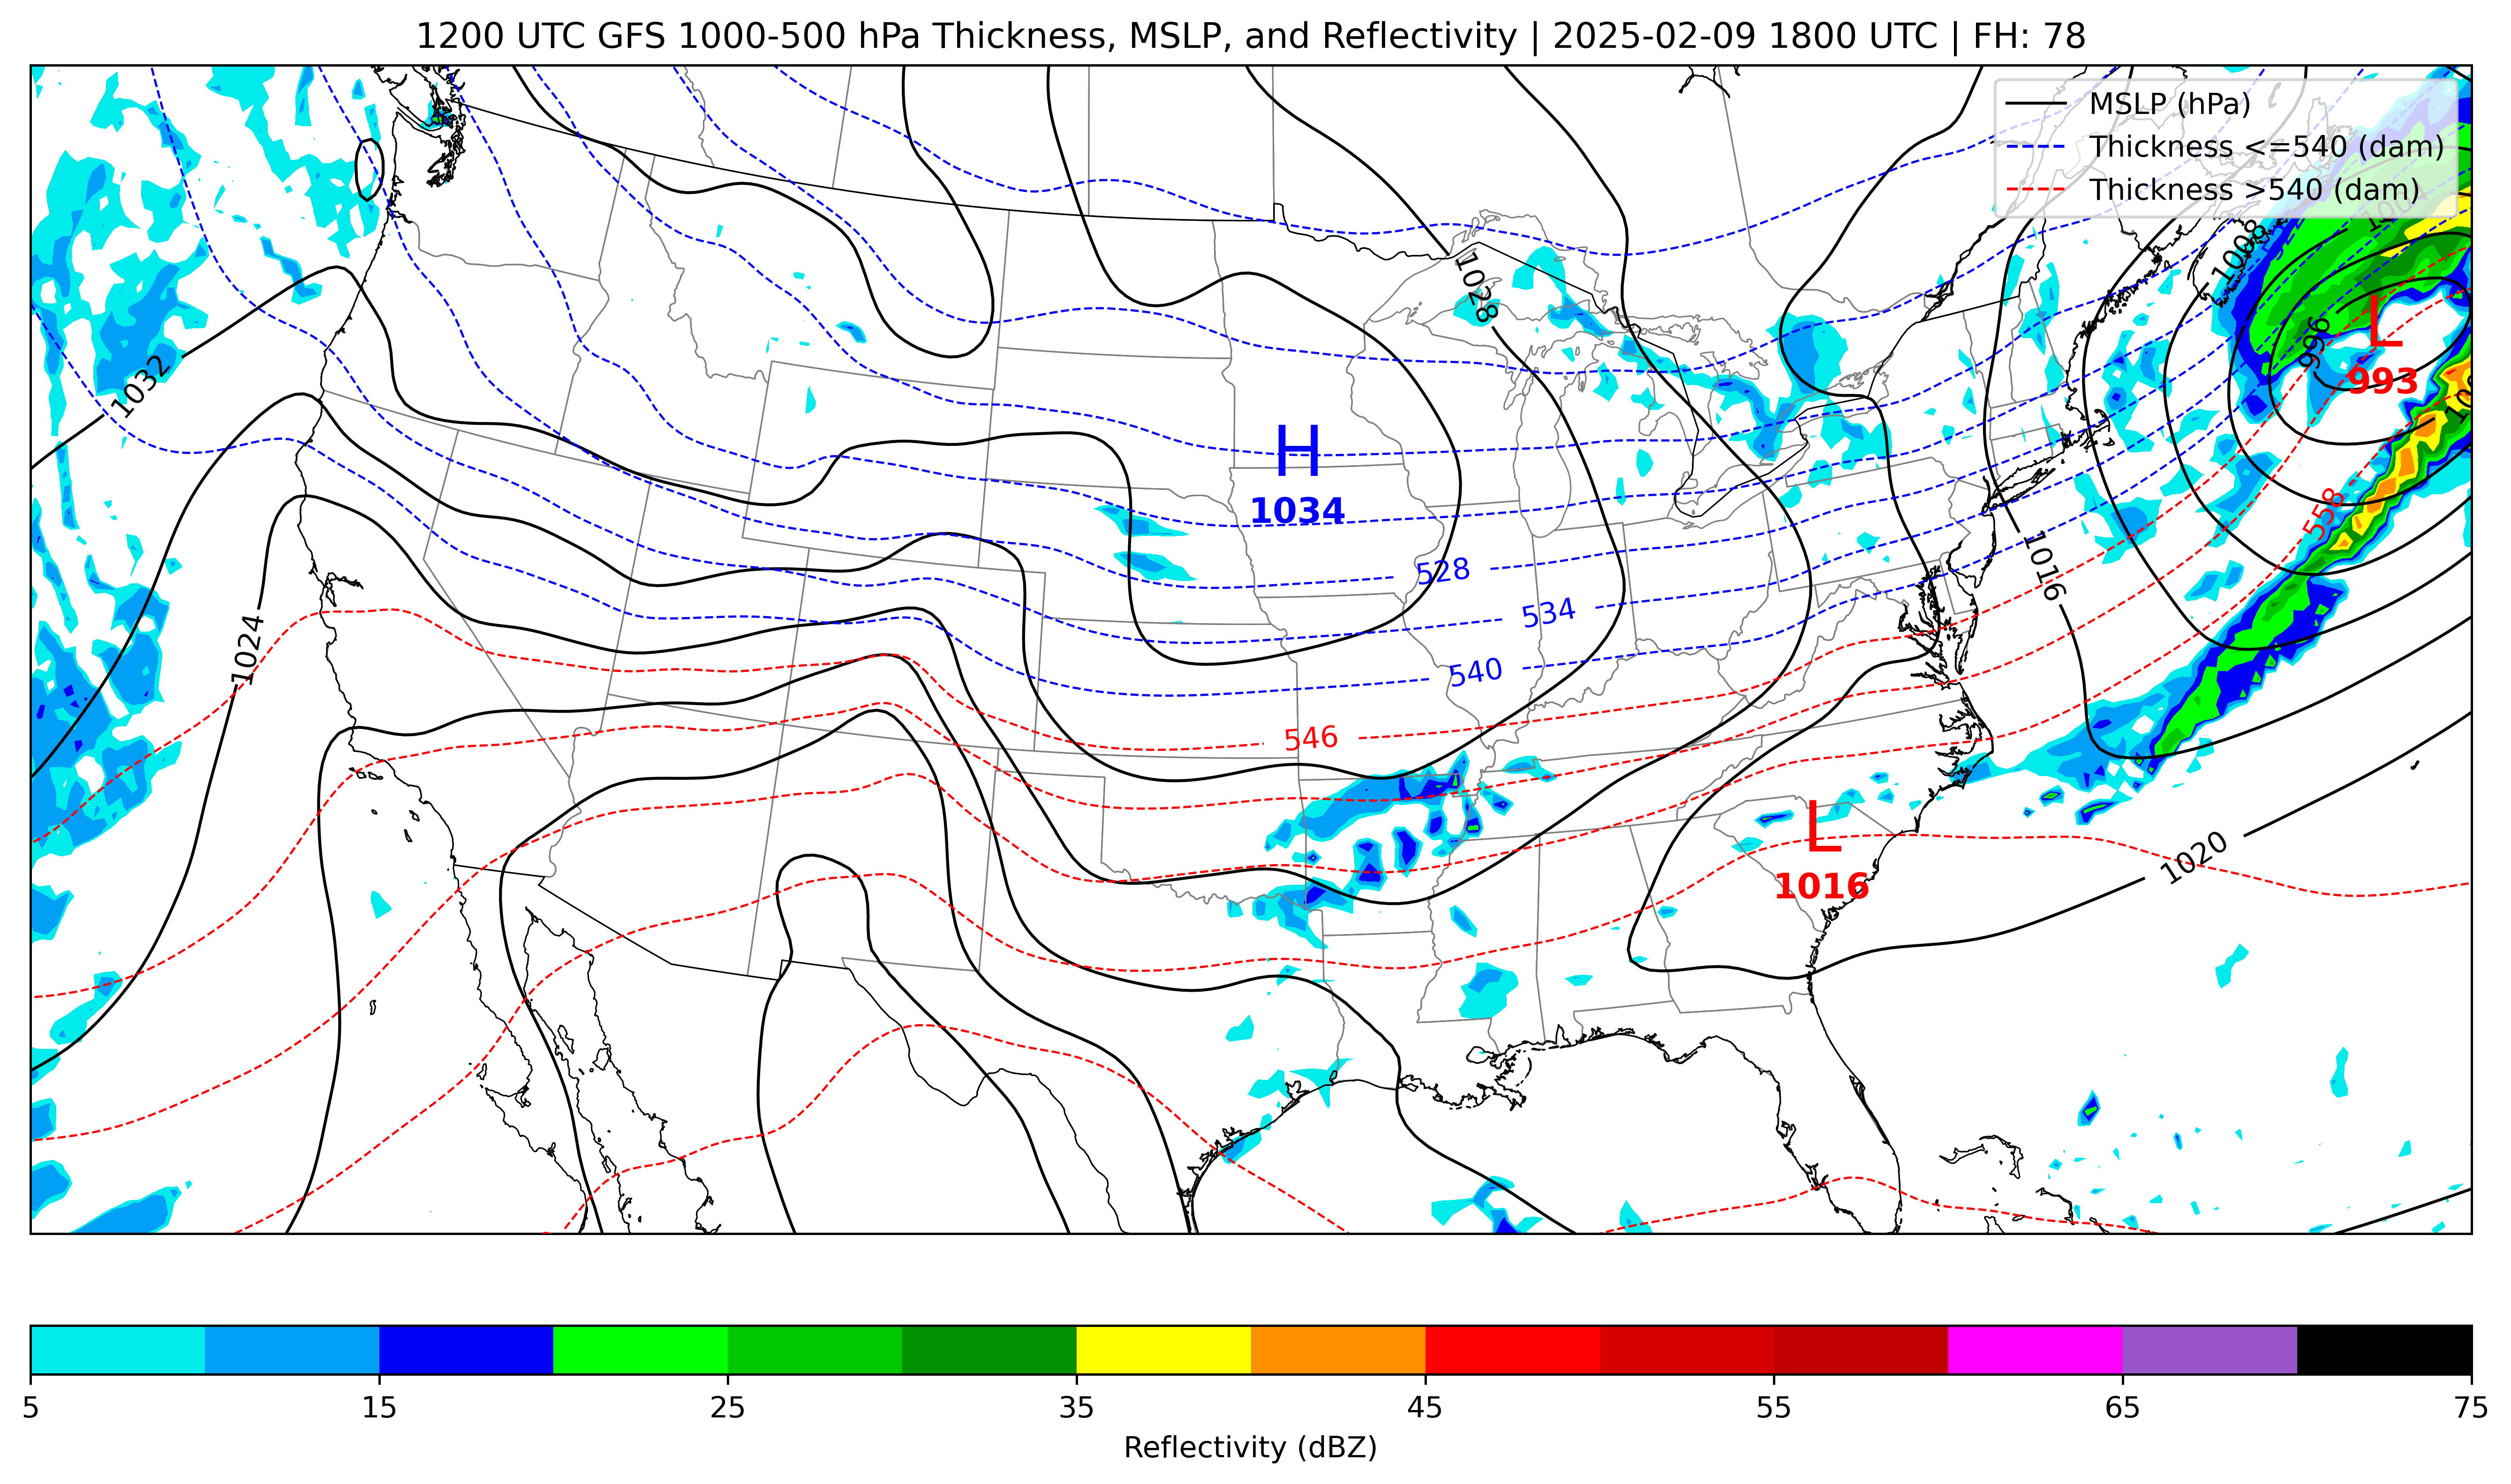 1200 UTC GFS 1000-500 hPa Thickness, MSLP, and Reflectivity | 2025-02-09 1800 UTC | FH: 78
MSLP (hPa)
Thickness <=540 (dam)
Thickness >540 (dam)
1008
1028
L
996
993
1032
H
1034
558
528
1016
534
1024
540
546
L
1020
1016
5 15 25 35 45 55 65 75
Reflectivity (dBZ)